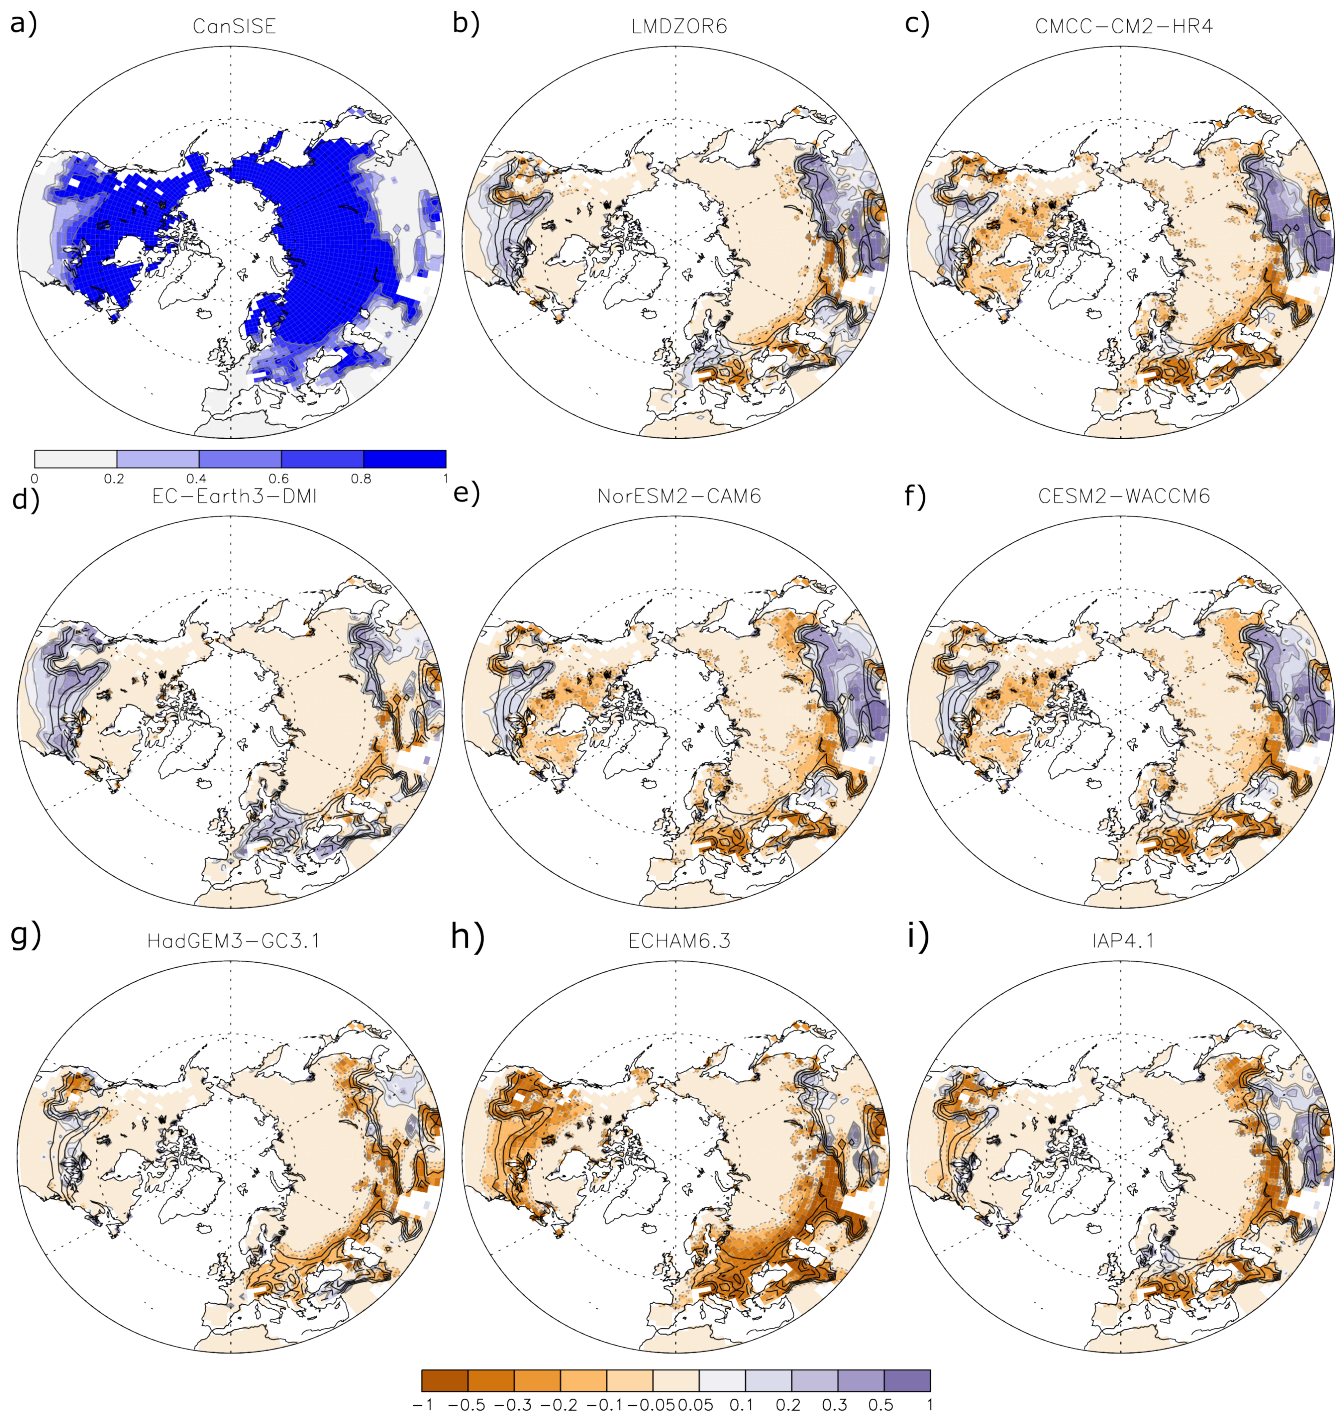 a) CanSISE
b) LMDZOR6
c) CMCC-CM2-HR4
0 0.2 0.4 0.6 0.8 1
d) EC-Earth3-DMI
e) NorESM2-CAM6
f) CESM2-WACCM6
g) HadGEM3-GC3.1
h) ECHAM6.3
i) IAP4.1
-1 -0.5 -0.3 -0.2 -0.1 -0.05 0.05 0.1 0.2 0.3 0.5 1